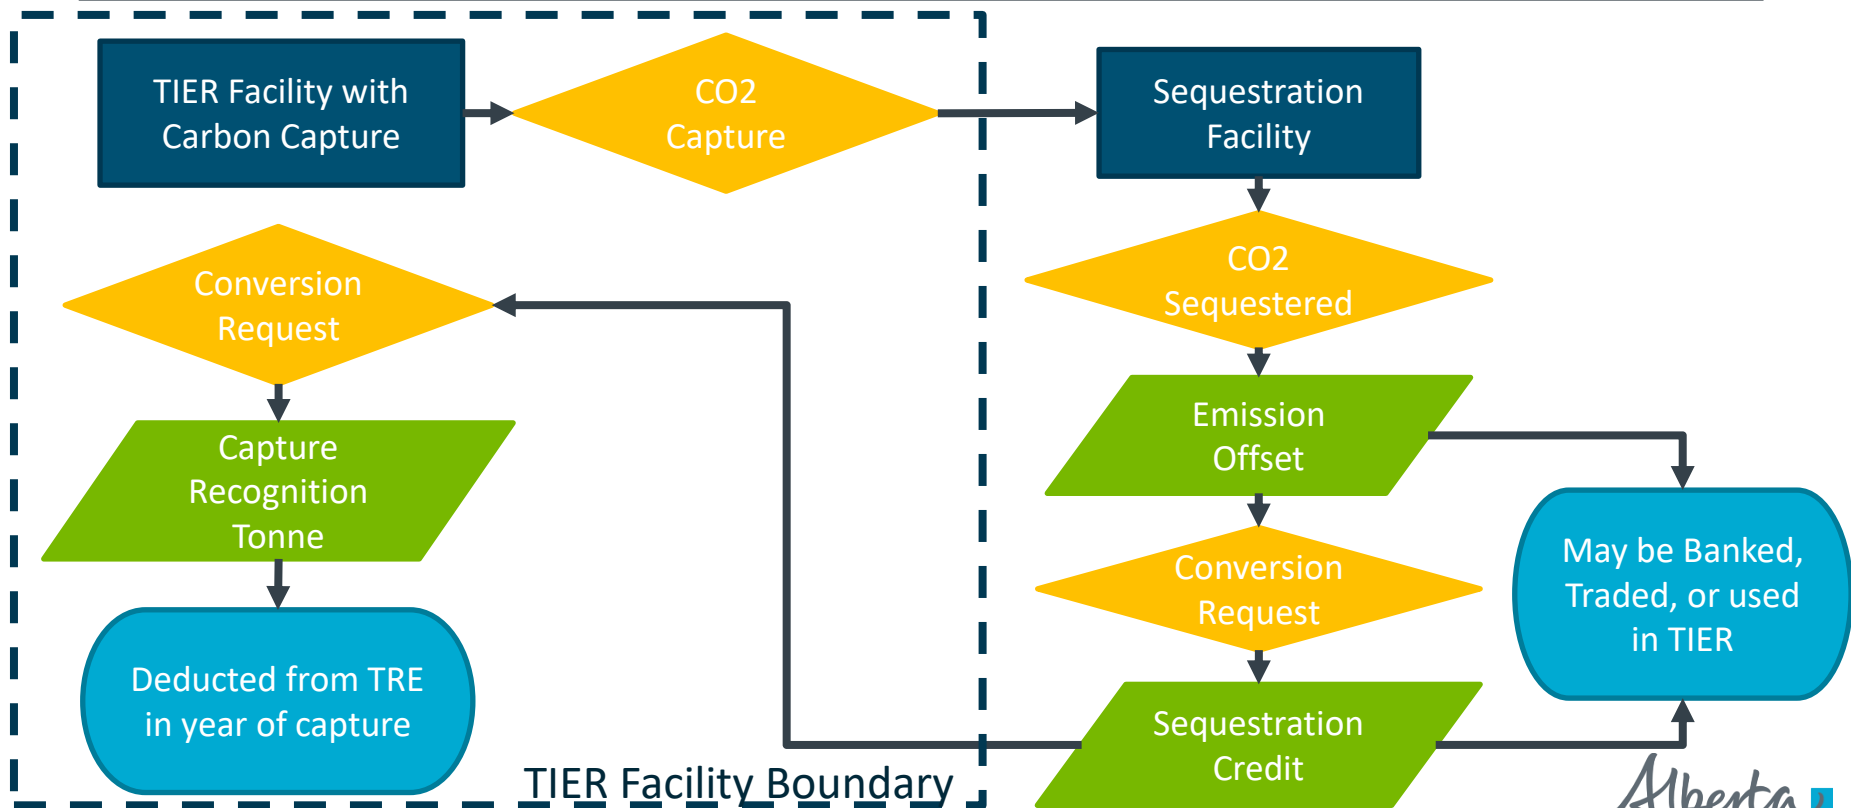 TIER Facility with
Carbon Capture
CO2
Capture
Sequestration
Facility
CO2
Sequestered
Conversion
Request
Emission
Offset
Capture
Recognition
Tonne
Conversion
Request
May be Banked,
Traded, or used
in TIER
Deducted from TRE
in year of capture
Sequestration
Credit
TIER Facility Boundary
Alberta